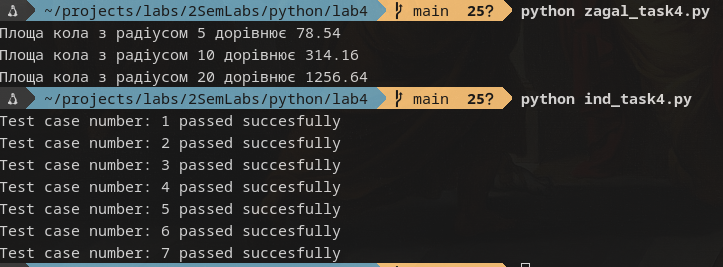 ~/projects/labs/2SemLabs/python/lab4 main 25? python zagal_task4.py
Площа кола з радіусом 5 дорівнює 78.54
Площа кола з радіусом 10 дорівнює 314.16
Площа кола з радіусом 20 дорівнює 1256.64
~/projects/labs/2SemLabs/python/lab4 main 25? python ind_task4.py
Test case number: 1 passed succesfully
Test case number: 2 passed succesfully
Test case number: 3 passed succesfully
Test case number: 4 passed succesfully
Test case number: 5 passed succesfully
Test case number: 6 passed succesfully
Test case number: 7 passed succesfully